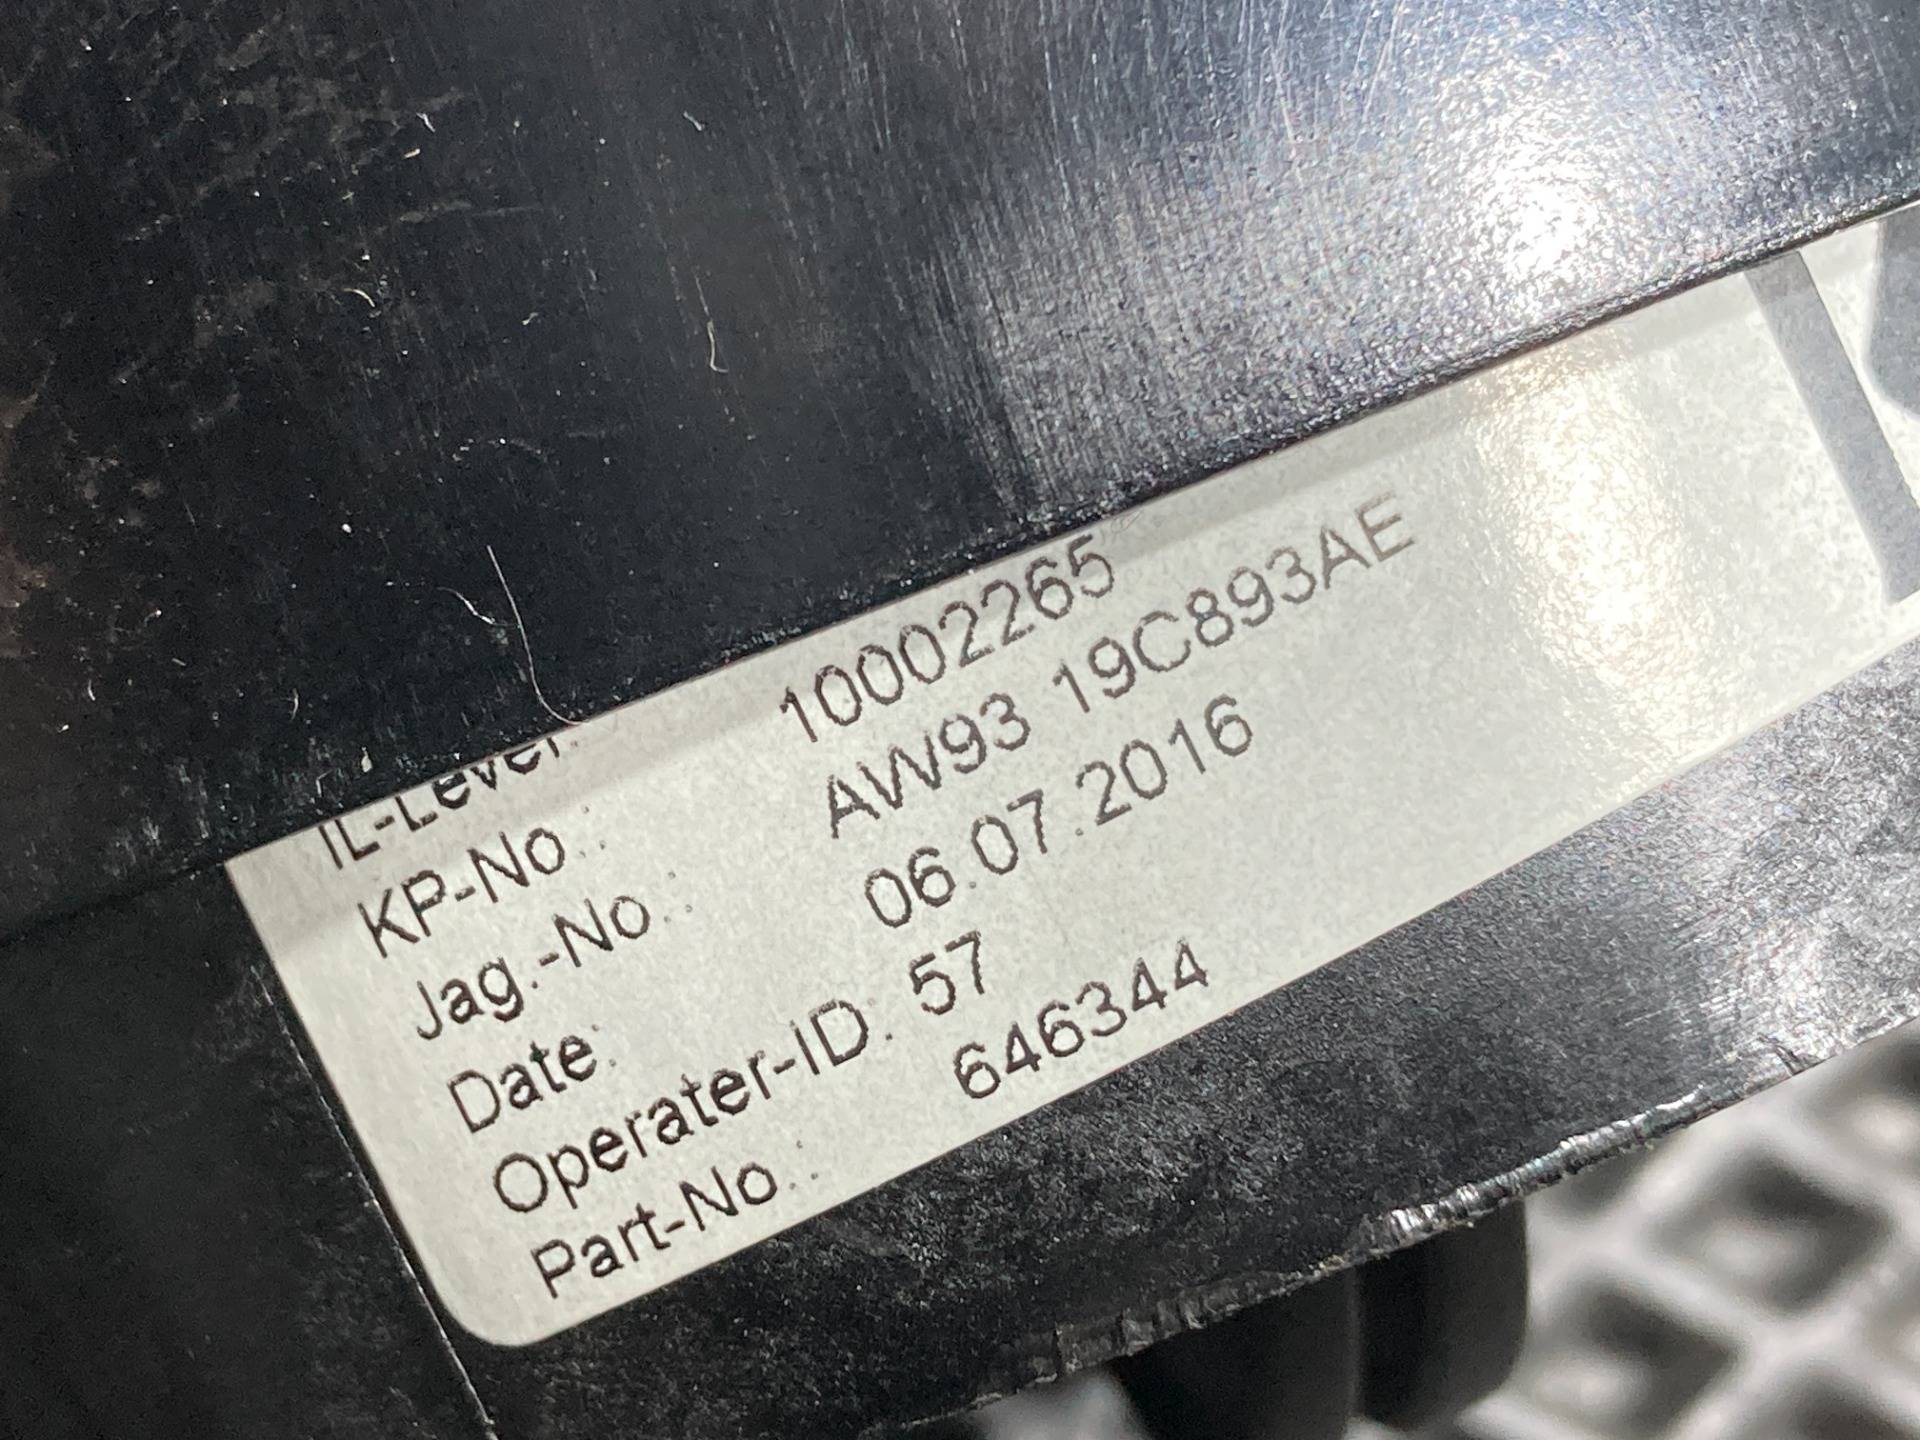 IL-Level:
KP-No.: 10002265
Jag.-No.: AW93 19C893AE
Date: 06.07.2016
Operater-ID: 57
Part-No.: 646344